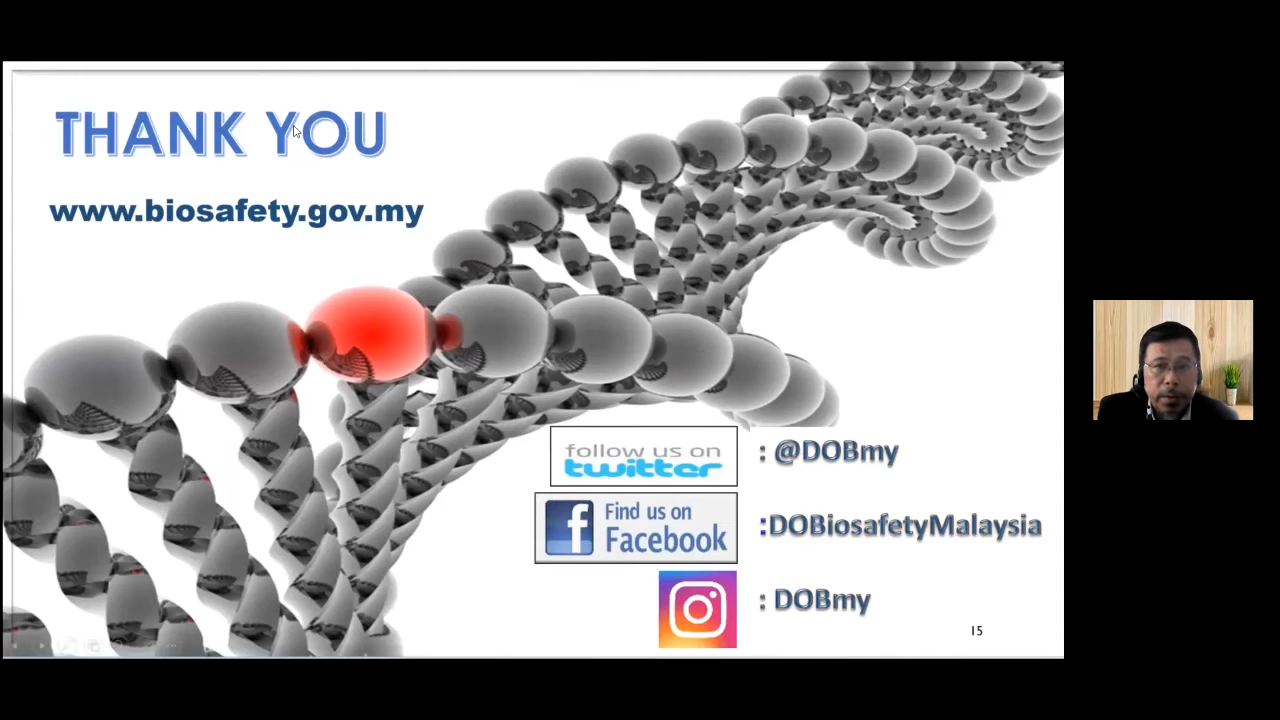 THANK YOU
www.biosafety.gov.my
follow us on
twitter
: @DOBmy
Find us on
Facebook
:DOBiosafetyMalaysia
: DOBmy
15